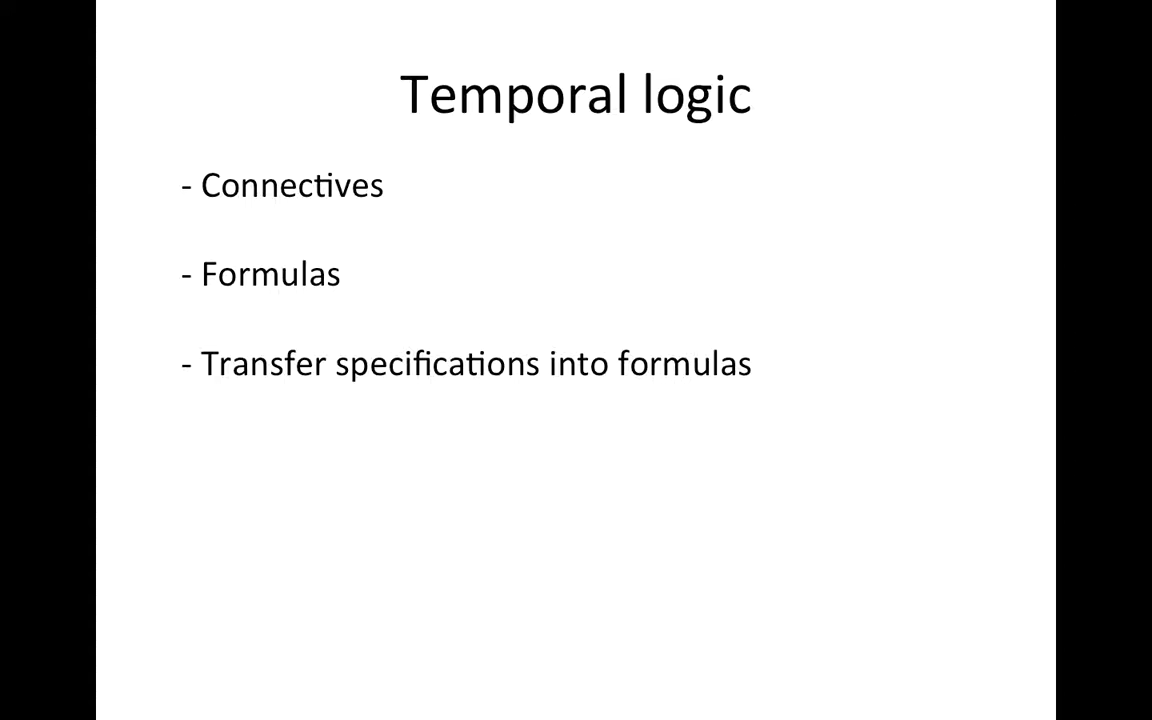 Temporal logic
- Connectives
- Formulas
- Transfer specifications into formulas